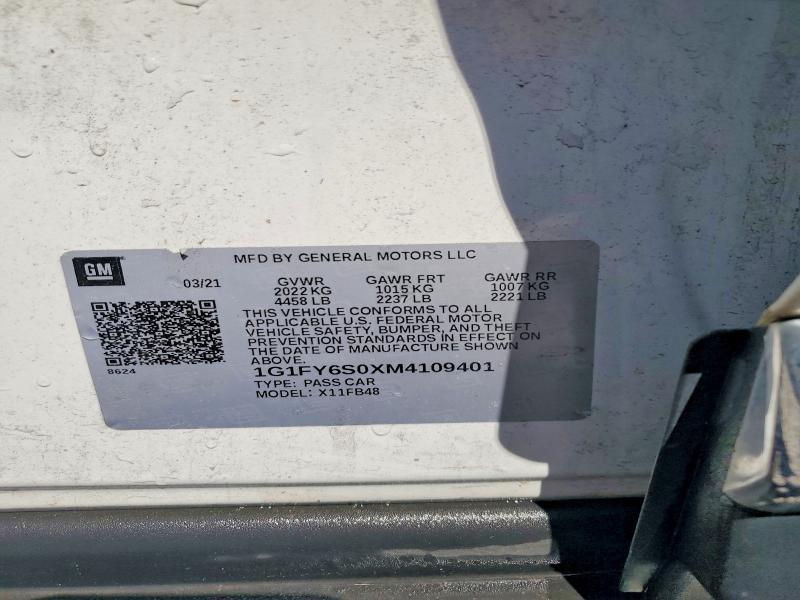 GM
MFD BY GENERAL MOTORS LLC
03/21 GVWR GAWR FRT GAWR RR
2022 KG 1015 KG 1007 KG
4458 LB 2237 LB 2221 LB
THIS VEHICLE CONFORMS TO ALL
APPLICABLE U.S. FEDERAL MOTOR
VEHICLE SAFETY, BUMPER, AND THEFT
PREVENTION STANDARDS IN EFFECT ON
THE DATE OF MANUFACTURE SHOWN
ABOVE.
8624
1G1FY6S0XM4109401
TYPE: PASS CAR
MODEL: X11FB48